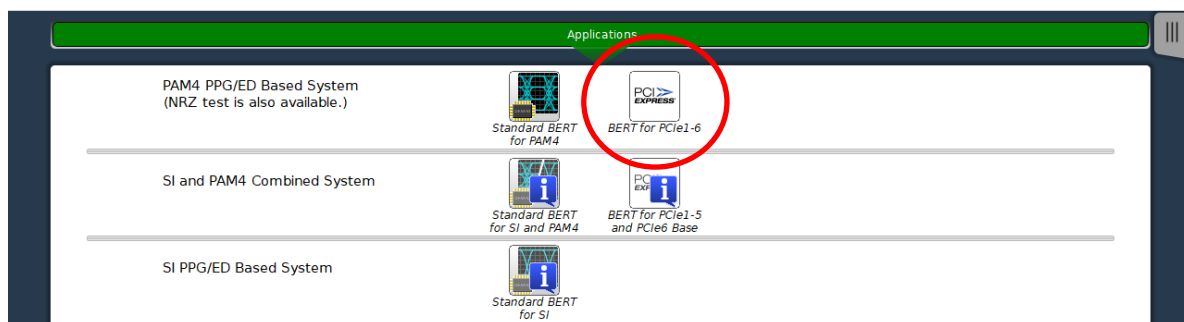 Applications
PAM4 PPG/ED Based System
(NRZ test is also available.)
PCI
EXPRESS
Standard BERT
for PAM4
BERT for PCIe1-6
SI and PAM4 Combined System
i
i
Standard BERT
for SI and PAM4
BERT for PCIe1-5
and PCIe6 Base
SI PPG/ED Based System
i
Standard BERT
for SI